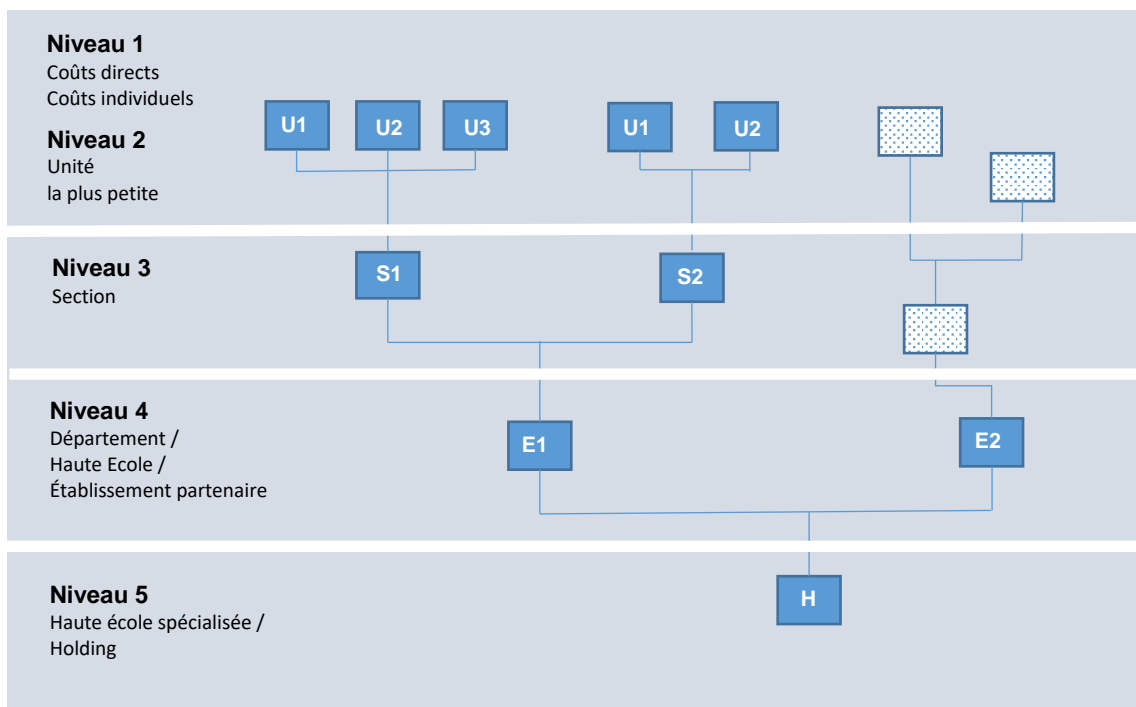 Niveau 1
Coûts directs
Coûts individuels
U1 U2 U3 U1 U2
Niveau 2
Unité
la plus petite
Niveau 3
Section
S1 S2
Niveau 4
Département /
Haute Ecole /
Établissement partenaire
E1 E2
Niveau 5
Haute école spécialisée /
Holding
H